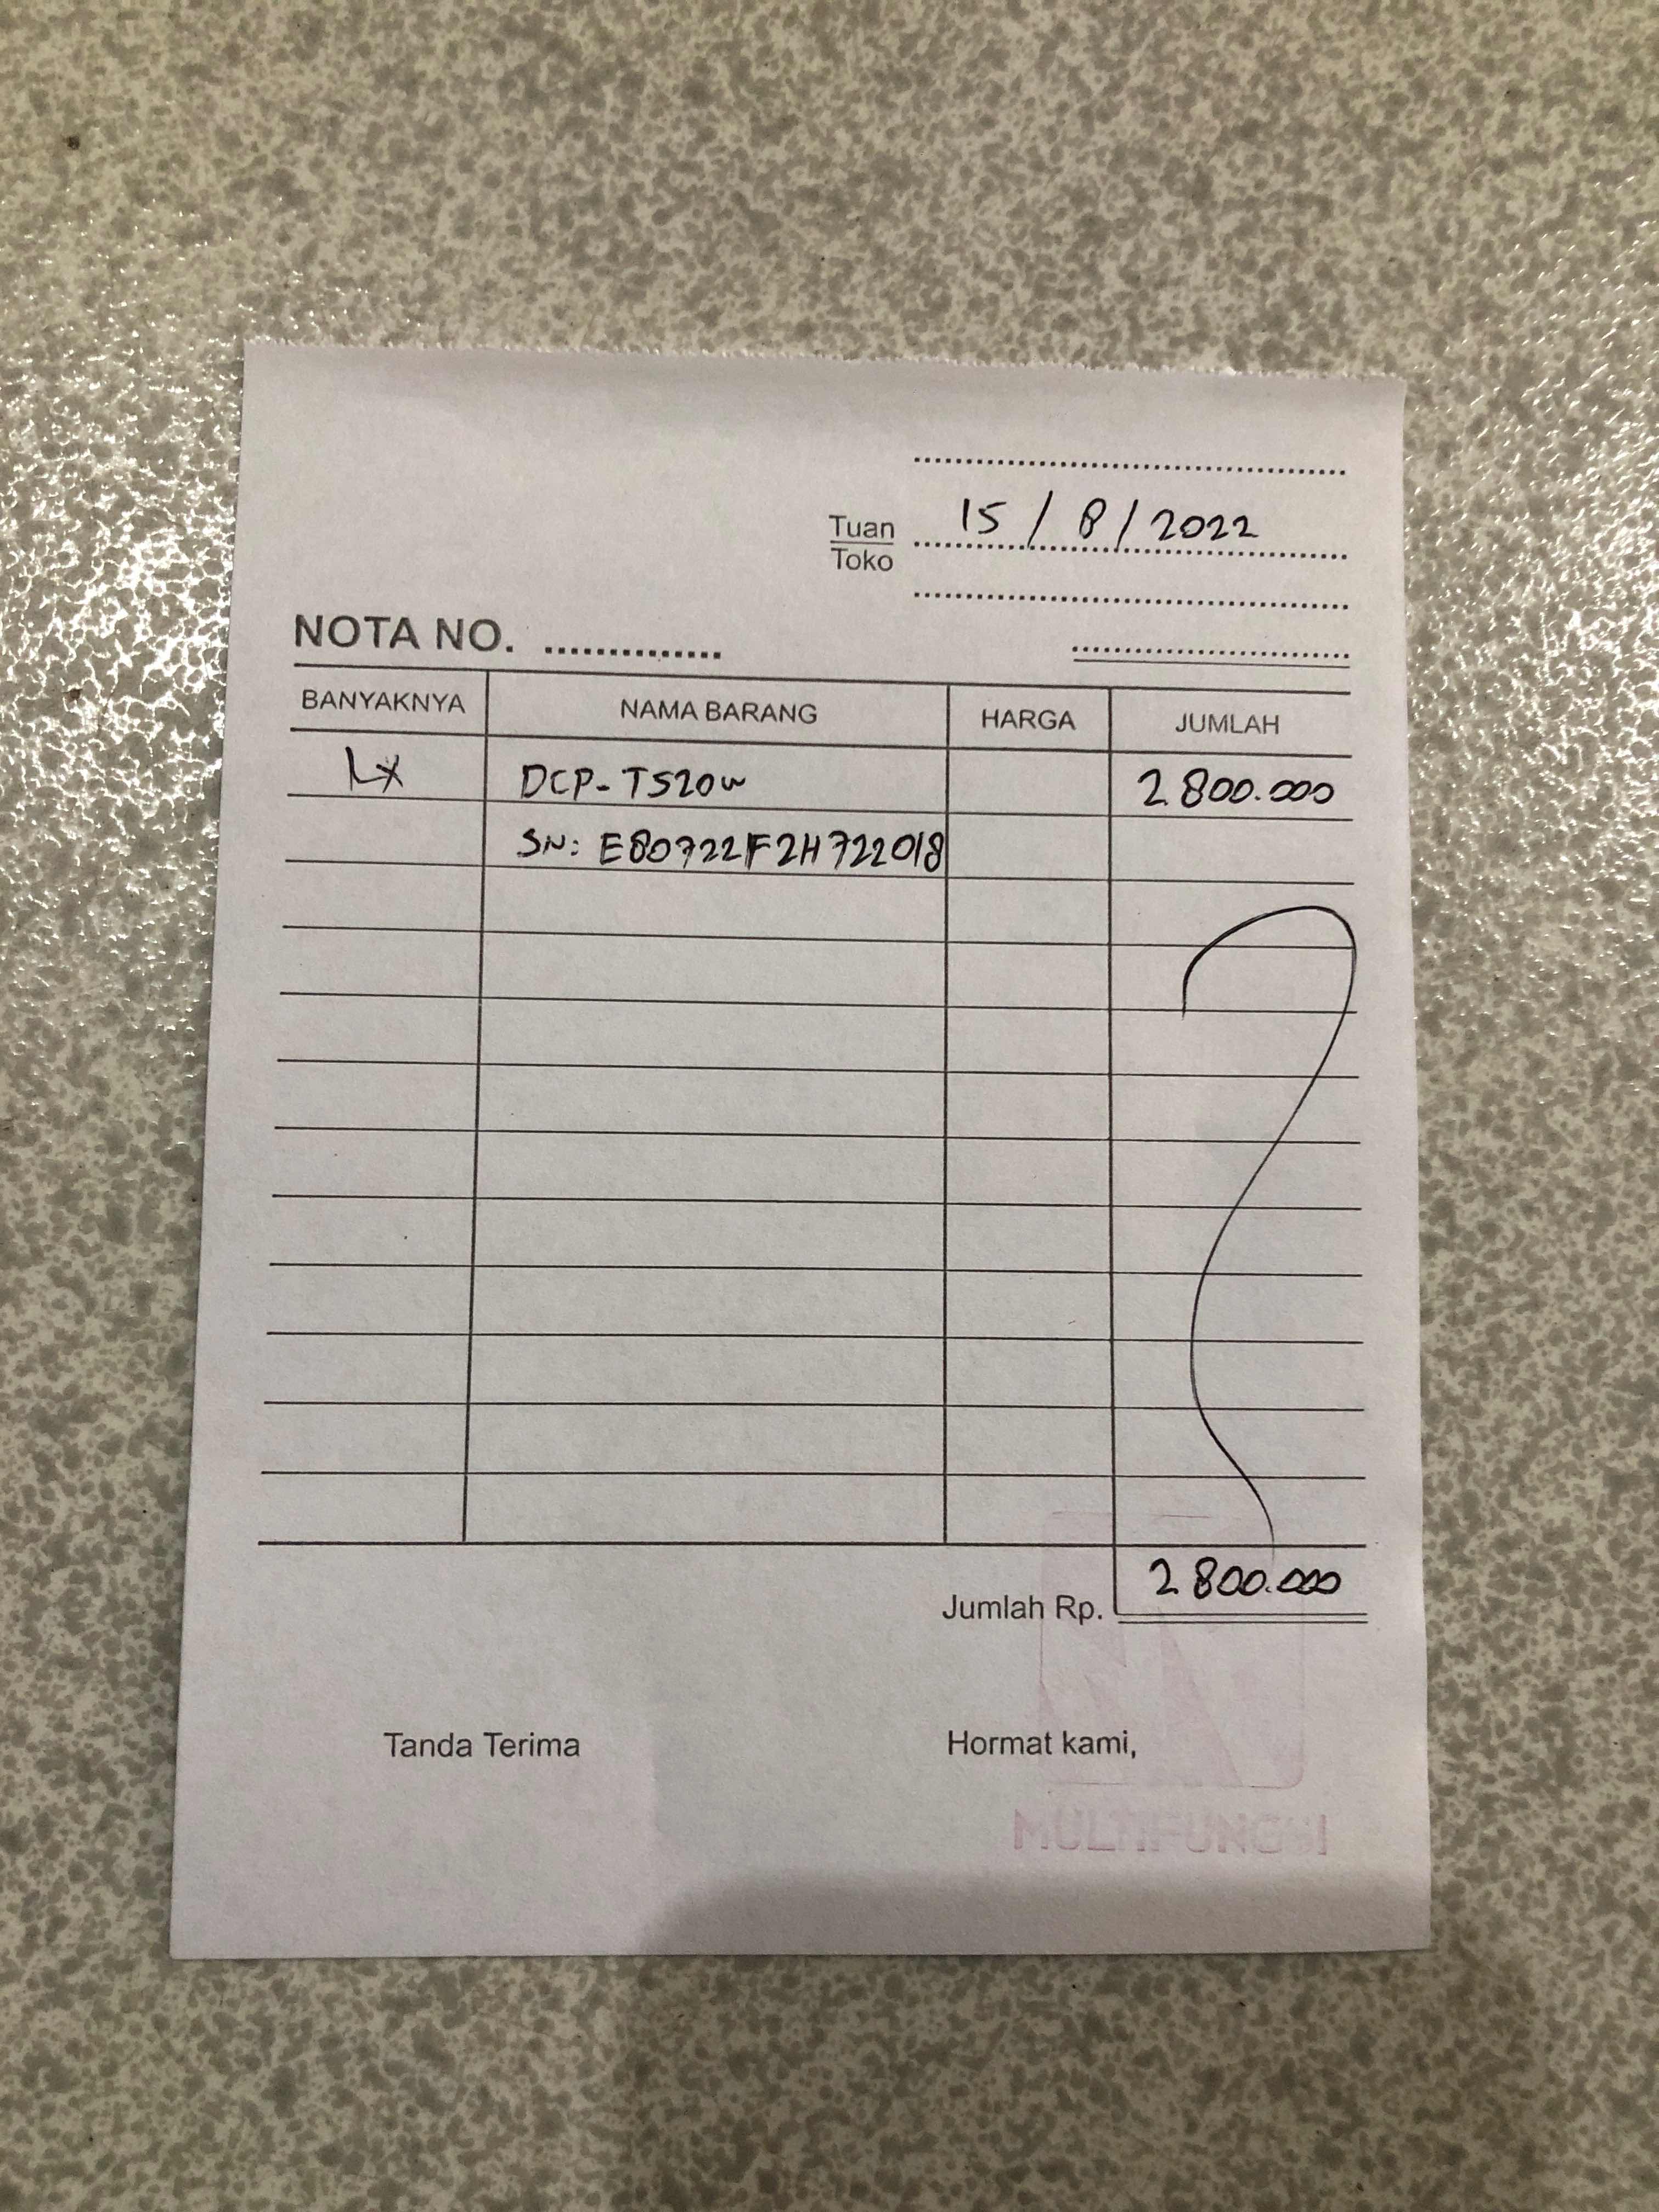 Tuan
Toko
15 / 8 / 2022
NOTA NO. ..............
BANYAKNYA NAMA BARANG HARGA JUMLAH
1x DCP-T520w 2.800.000
SN: E80722F2H722018
Jumlah Rp. 2.800.000
Tanda Terima Hormat kami,
MULTIFUNGSI